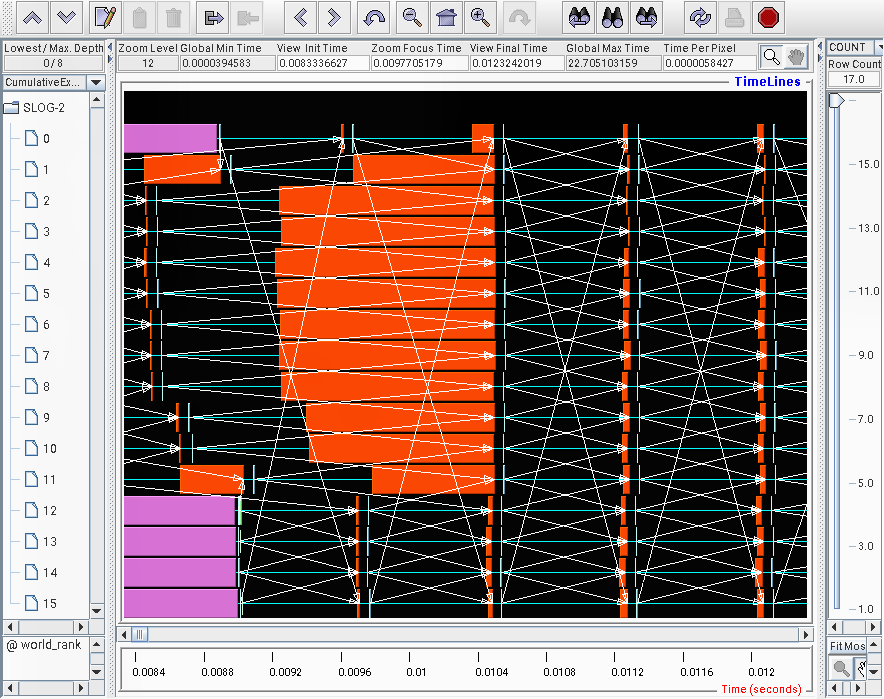 Lowest / Max. Depth
0 / 8
Zoom Level Global Min Time View Init Time Zoom Focus Time View Final Time Global Max Time Time Per Pixel
12 0.0000394583 0.0083336627 0.0097705179 0.0123242019 22.705103159 0.0000058427
COUNT
Row Count
17.0
CumulativeEx...
TimeLines
SLOG-2
0
1
2
3
4
5
6
7
8
9
10
11
12
13
14
15
15.0
13.0
11.0
9.0
7.0
5.0
3.0
1.0
@ world_rank
Fit Mos
0.0084 0.0088 0.0092 0.0096 0.01 0.0104 0.0108 0.0112 0.0116 0.012
Time (seconds)